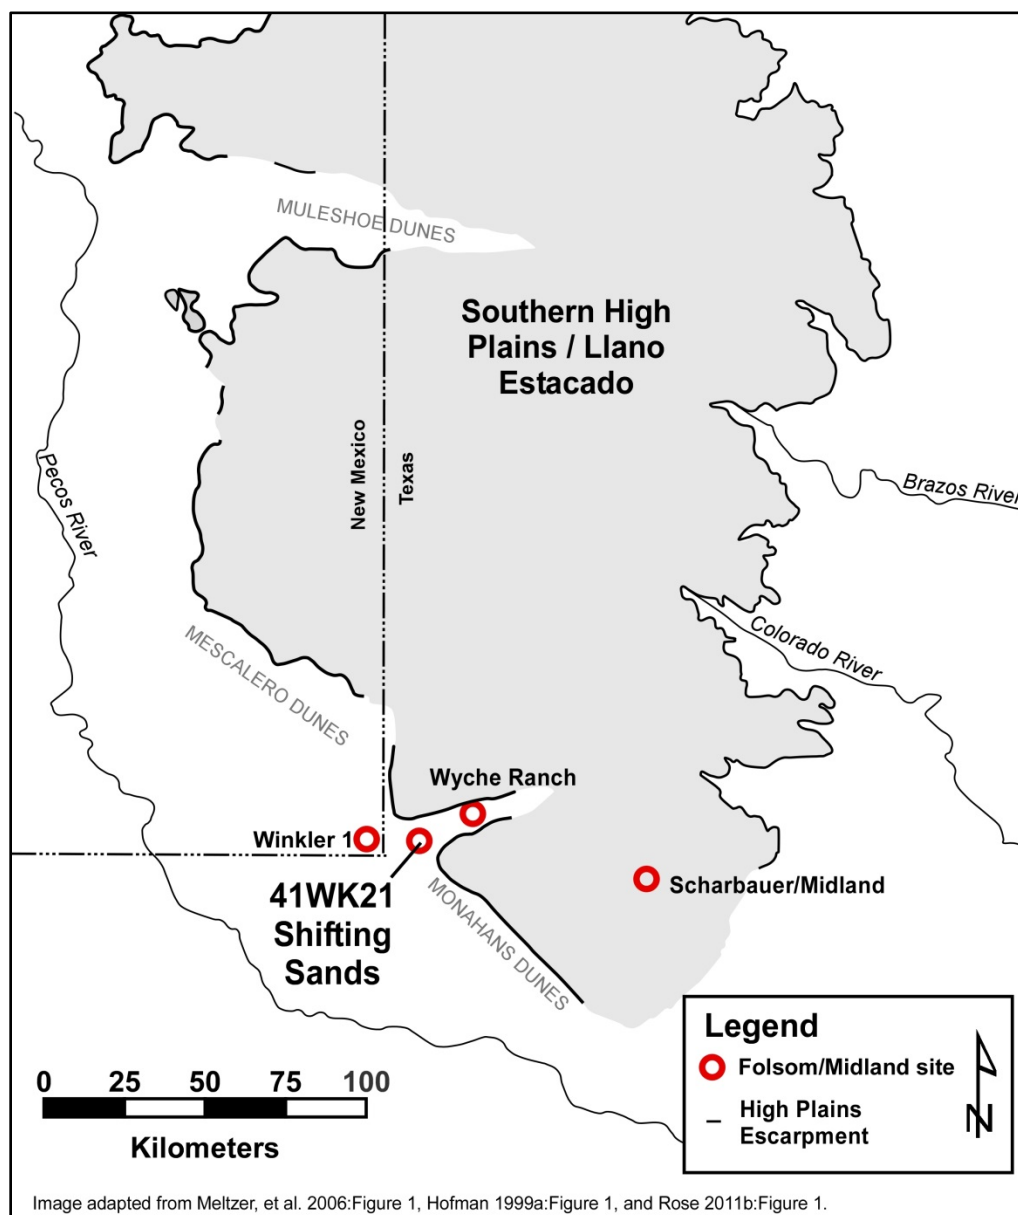 MULESHOE DUNES
Southern High
Plains / Llano
Estacado
New Mexico
Texas
Pecos River
Brazos River
Colorado River
MESCALERO DUNES
Wyche Ranch
Winkler 1
41WK21
Shifting
Sands
MONAHANS DUNES
Scharbauer/Midland
Legend
Folsom/Midland site
High Plains
Escarpment
N
0 25 50 75 100
Kilometers
Image adapted from Meltzer, et al. 2006:Figure 1, Hofman 1999a:Figure 1, and Rose 2011b:Figure 1.